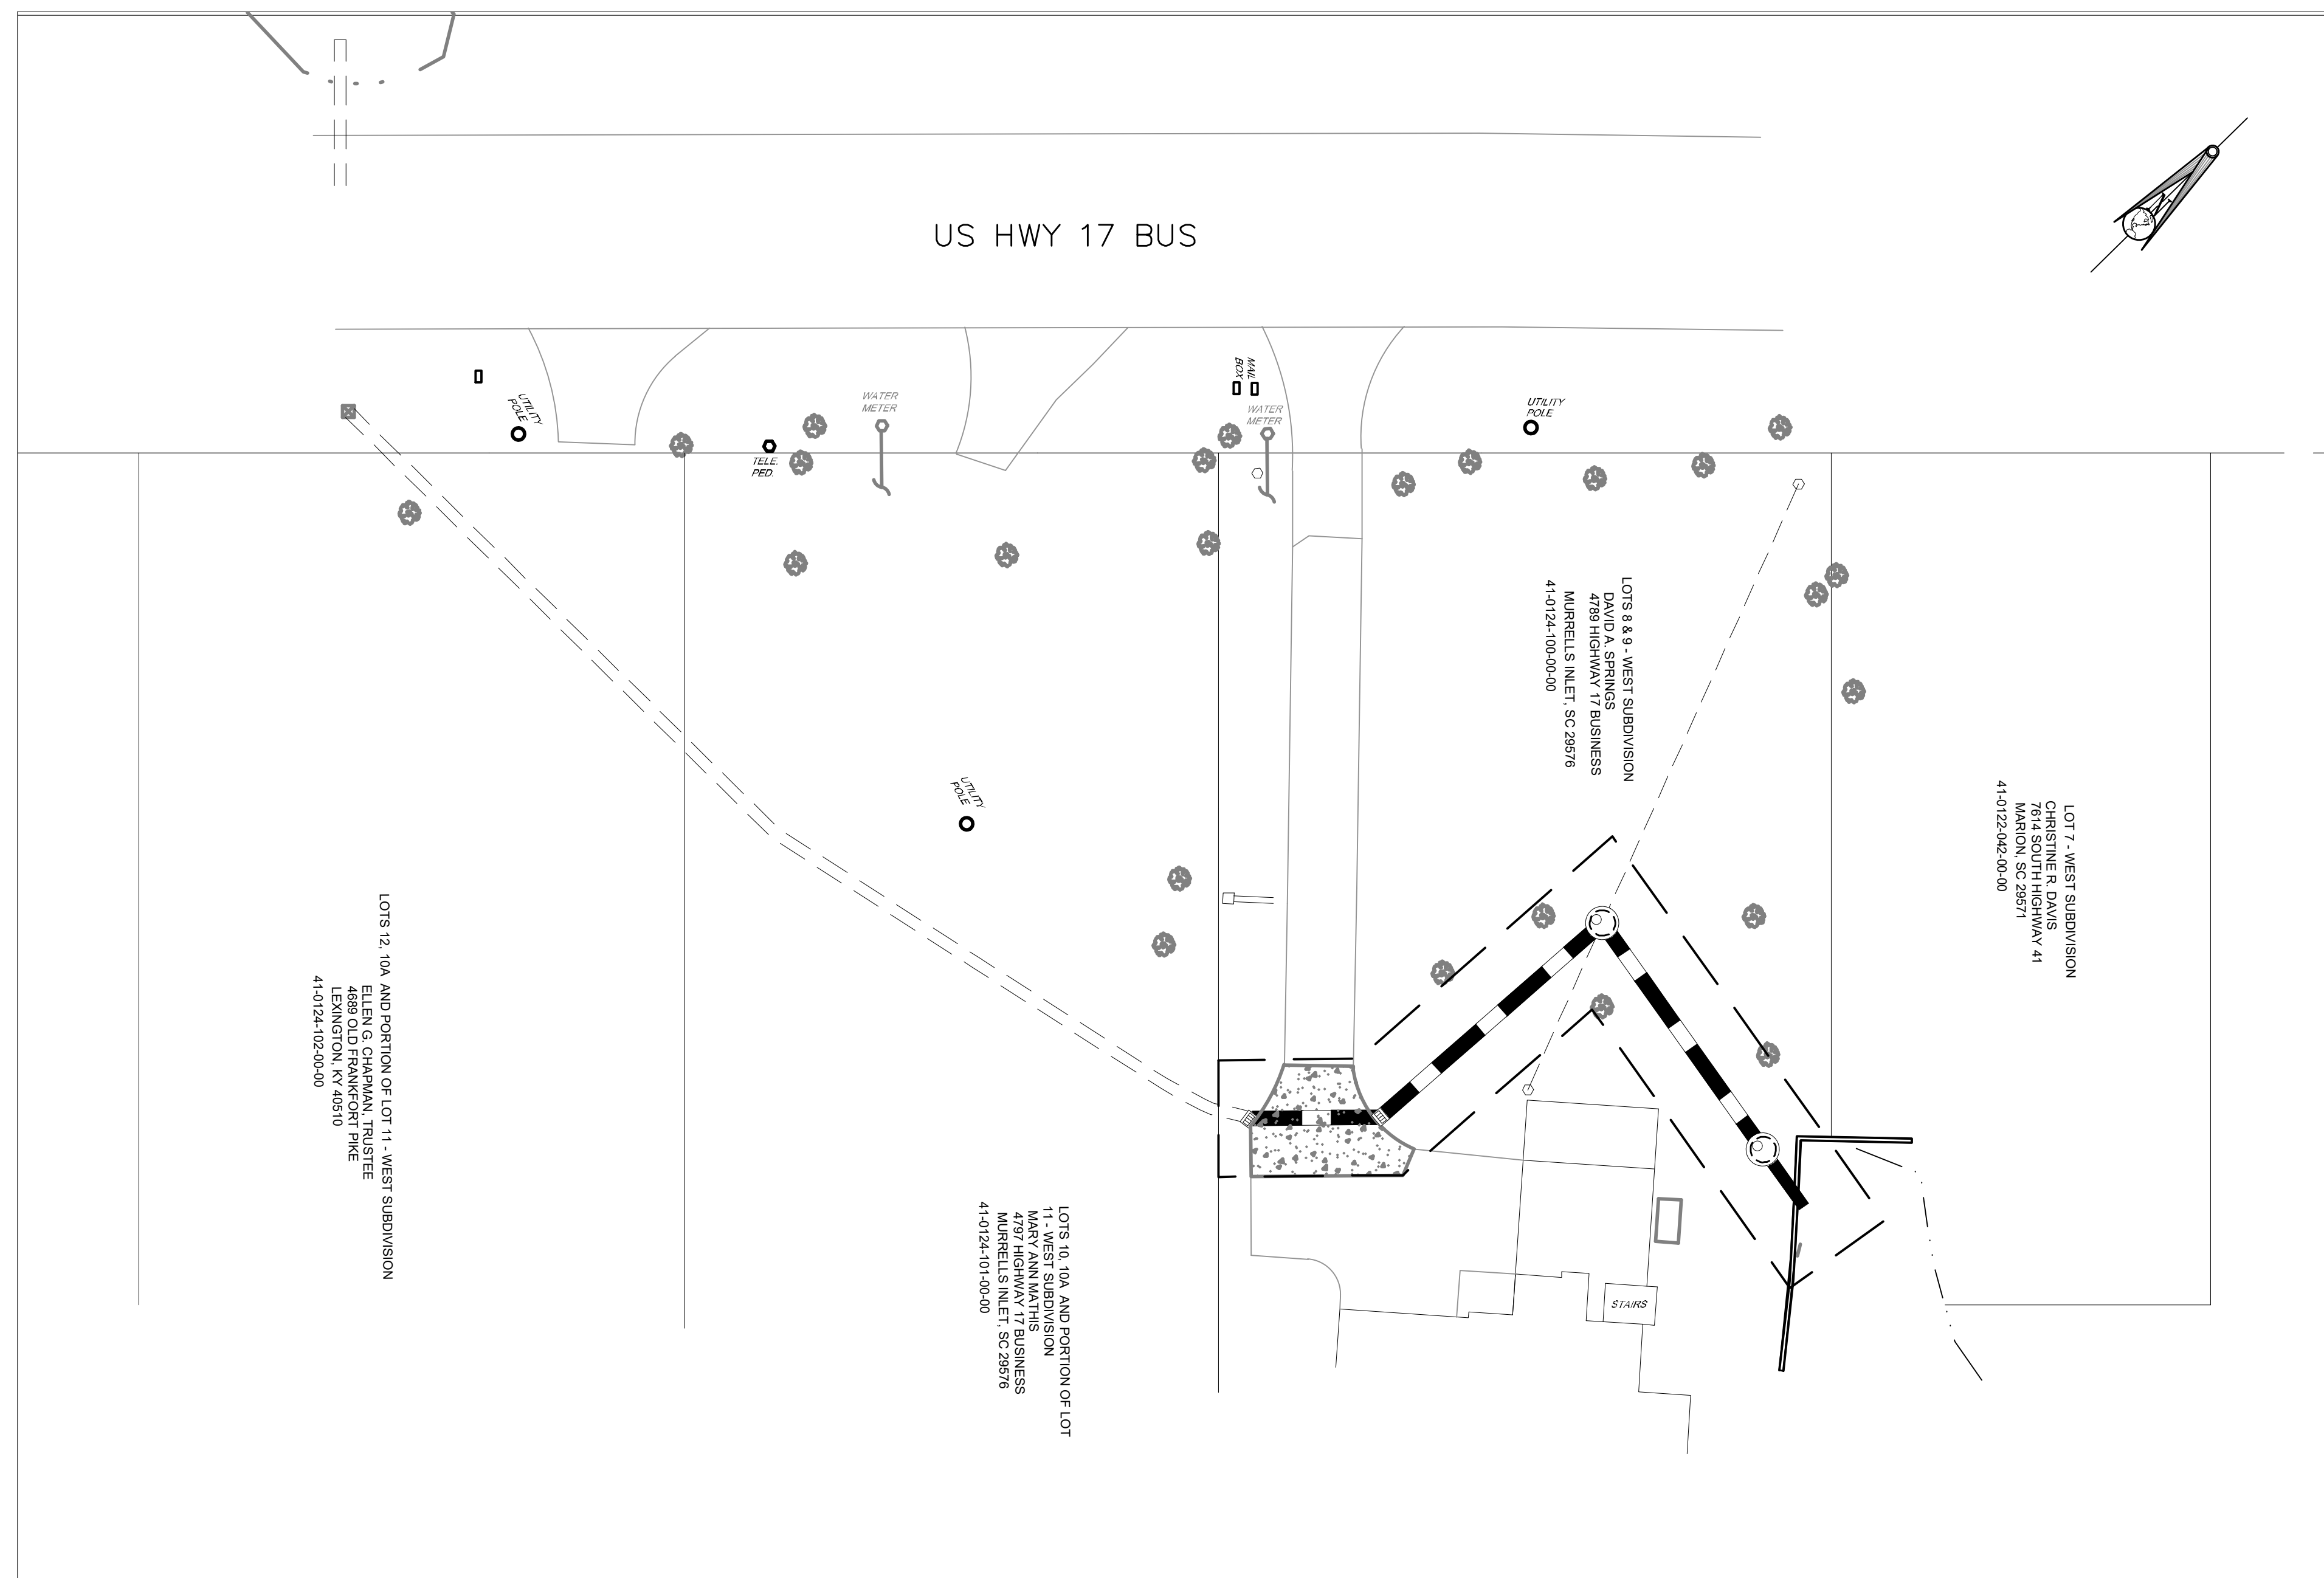 US HWY 17 BUS
UTILITY
POLE
TELE.
PED.
WATER
METER
MAIL
BOX
WATER
METER
UTILITY
POLE
UTILITY
POLE
LOTS 8 & 9 - WEST SUBDIVISION
DAVID A. SPRINGS
4789 HIGHWAY 17 BUSINESS
MURRELLS INLET, SC 29576
41-0124-100-00-00
LOT 7 - WEST SUBDIVISION
CHRISTINE R. DAVIS
7614 SOUTH HIGHWAY 41
MARION, SC 29571
41-0122-042-00-00
LOTS 12, 10A AND PORTION OF LOT 11 - WEST SUBDIVISION
ELLEN G. CHAPMAN, TRUSTEE
4689 OLD FRANKFORT PIKE
LEXINGTON, KY 40510
41-0124-102-00-00
LOTS 10, 10A AND PORTION OF LOT
11 - WEST SUBDIVISION
MARY ANN MATHIS
4797 HIGHWAY 17 BUSINESS
MURRELLS INLET, SC 29576
41-0124-101-00-00
STAIRS